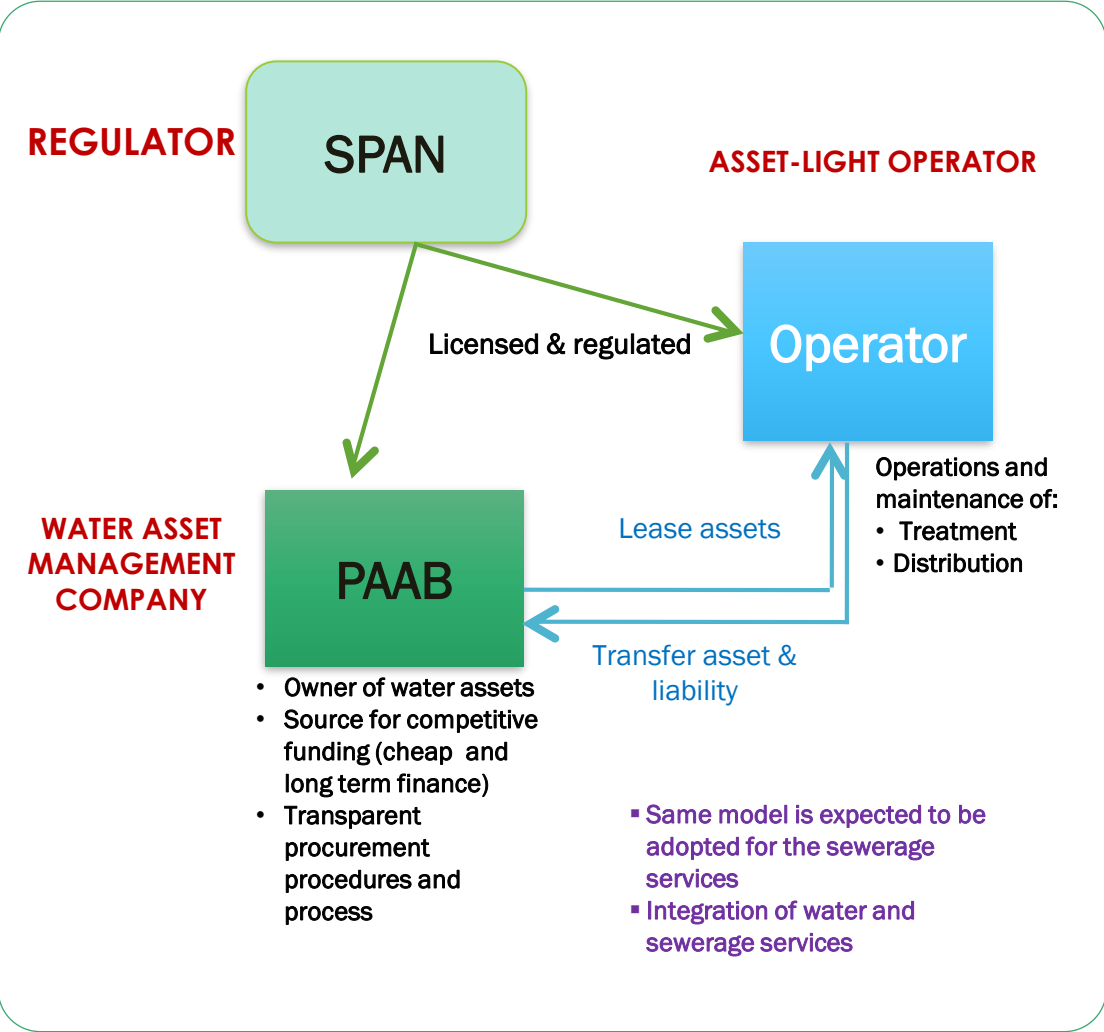 REGULATOR
SPAN
ASSET-LIGHT OPERATOR
Licensed & regulated
Operator
Operations and
maintenance of:
• Treatment
• Distribution
WATER ASSET
MANAGEMENT
COMPANY
PAAB
Lease assets
Transfer asset &
liability
• Owner of water assets
• Source for competitive
funding (cheap and
long term finance)
• Transparent
procurement
procedures and
process
▪ Same model is expected to be
adopted for the sewerage
services
▪ Integration of water and
sewerage services